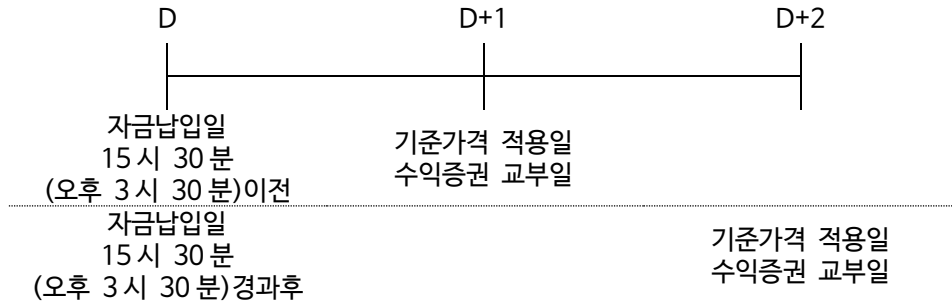 D D+1 D+2
자금납입일
15시 30분
(오후 3시 30분)이전
기준가격 적용일
수익증권 교부일
자금납입일
15시 30분
(오후 3시 30분)경과후
기준가격 적용일
수익증권 교부일